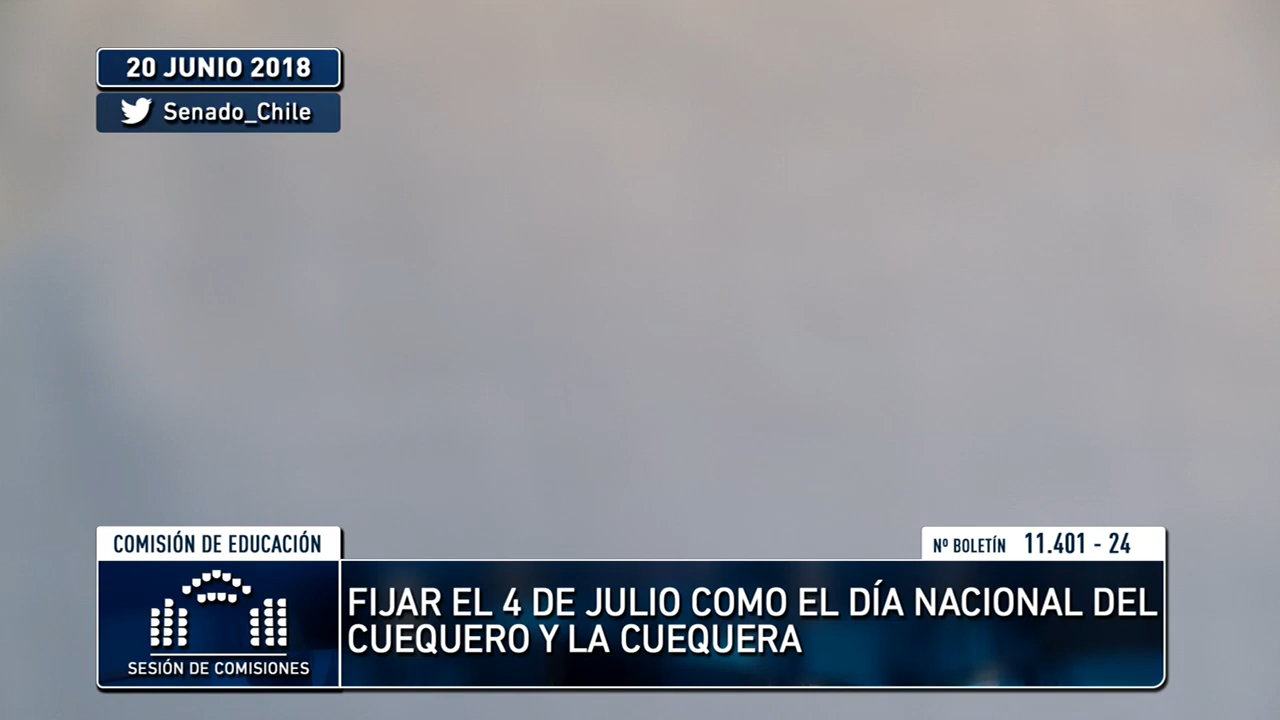 20 JUNIO 2018
Senado_Chile
COMISIÓN DE EDUCACIÓN
Nº BOLETÍN 11.401 - 24
FIJAR EL 4 DE JULIO COMO EL DÍA NACIONAL DEL
CUEQUERO Y LA CUEQUERA
SESIÓN DE COMISIONES